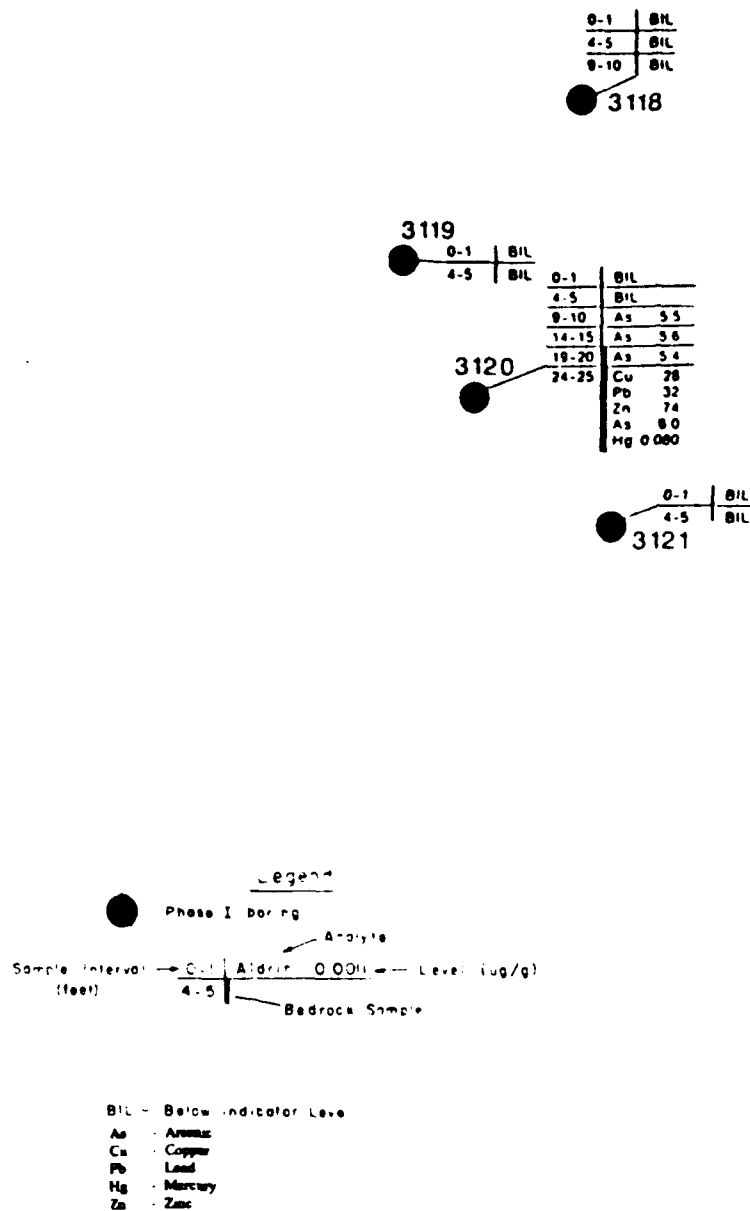 0-1 BIL
4-5 BIL
9-10 BIL
3118
3119
0-1 BIL
4-5 BIL
0-1 BIL
4-5 BIL
9-10 As 5.5
14-15 As 5.6
19-20 As 5.4
24-25 Cu 28
Pb 32
Zn 74
As
Hg 0.080
3120
0-1 BIL
4-5 BIL
3121
Legend
Phase I boring
Analyte
Sample Interval 0-1 Aldrin Level (ug/g)
(feet) 4-5
Bedrock Sample
BIL - Below Indicator Level
As - Arsenic
Cu - Copper
Pb - Lead
Hg - Mercury
Zn - Zinc